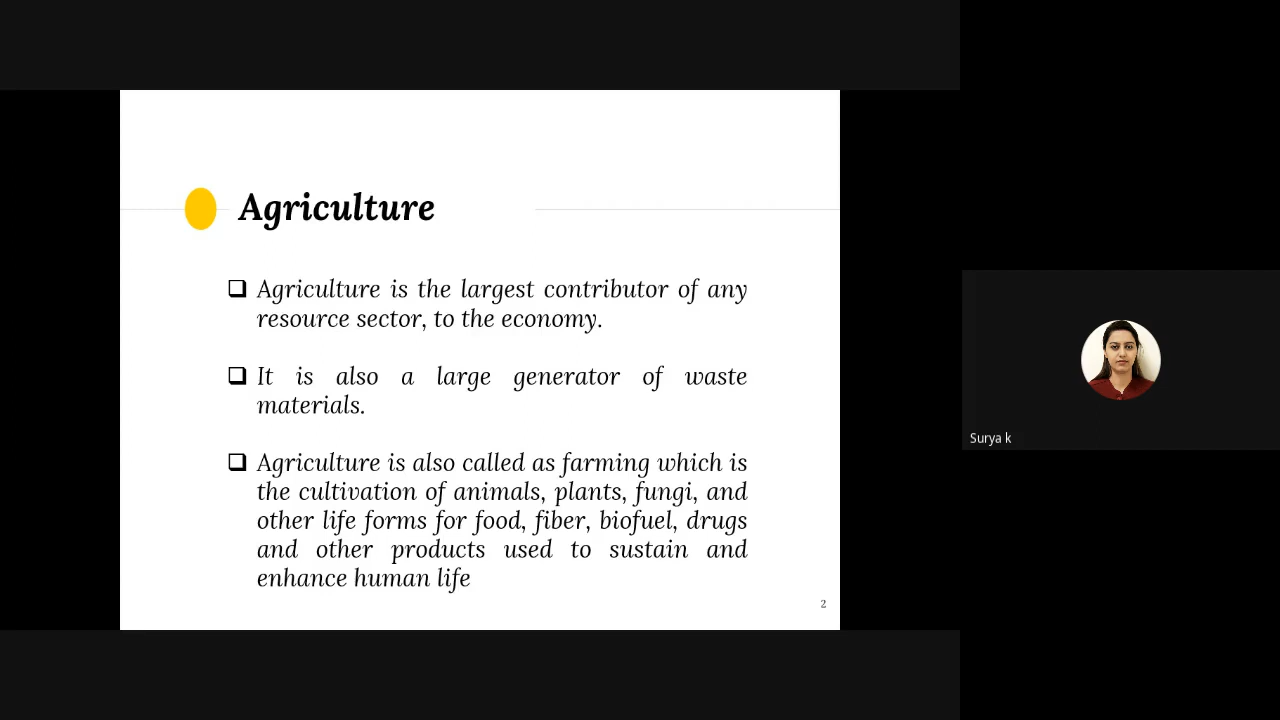 Agriculture
Agriculture is the largest contributor of any
resource sector, to the economy.
It is also a large generator of waste
materials.
Agriculture is also called as farming which is
the cultivation of animals, plants, fungi, and
other life forms for food, fiber, biofuel, drugs
and other products used to sustain and
enhance human life
2
Surya k